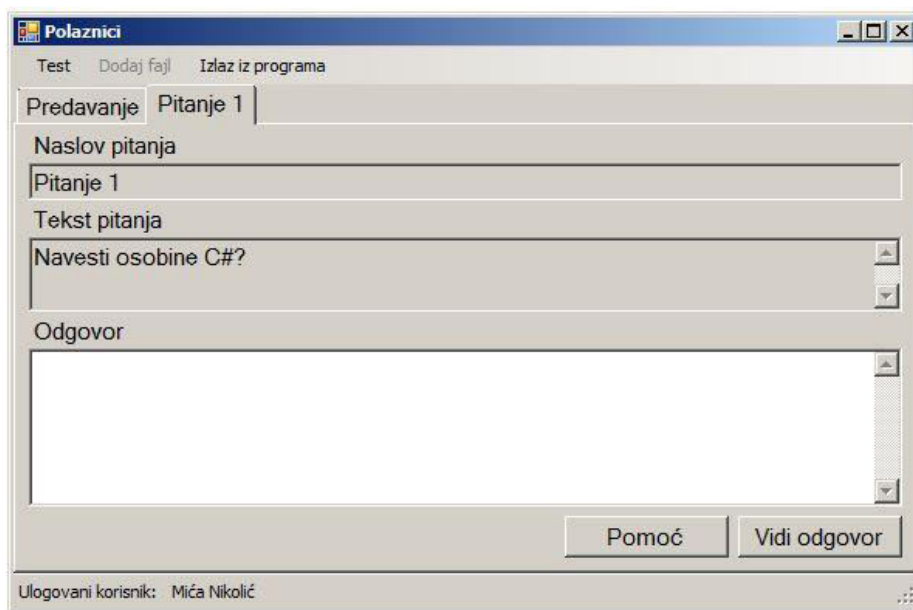 Polaznici
Test Dodaj fajl Izlaz iz programa
Predavanje Pitanje 1
Naslov pitanja
Pitanje 1
Tekst pitanja
Navesti osobine C#?
Odgovor
Pomoć Vidi odgovor
Ulogovani korisnik: Mića Nikolić